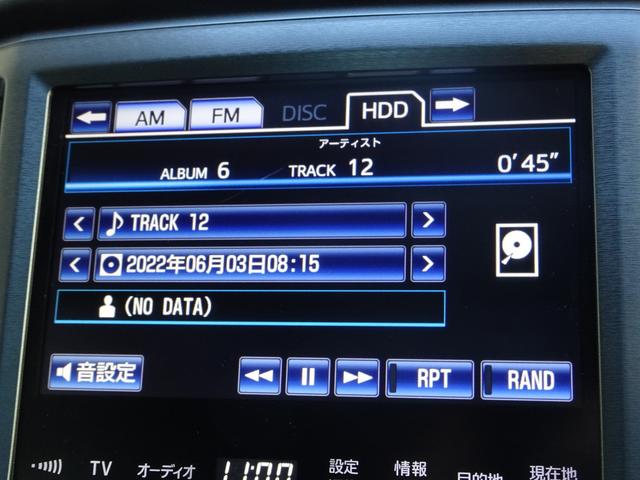 AM FM DISC HDD
アーティスト
ALBUM 6 TRACK 12 0'45"
TRACK 12
2022年06月03日08:15
(NO DATA)
音設定 RPT RAND
TV オーディオ 11:00 設定 情報 目的地 現在地